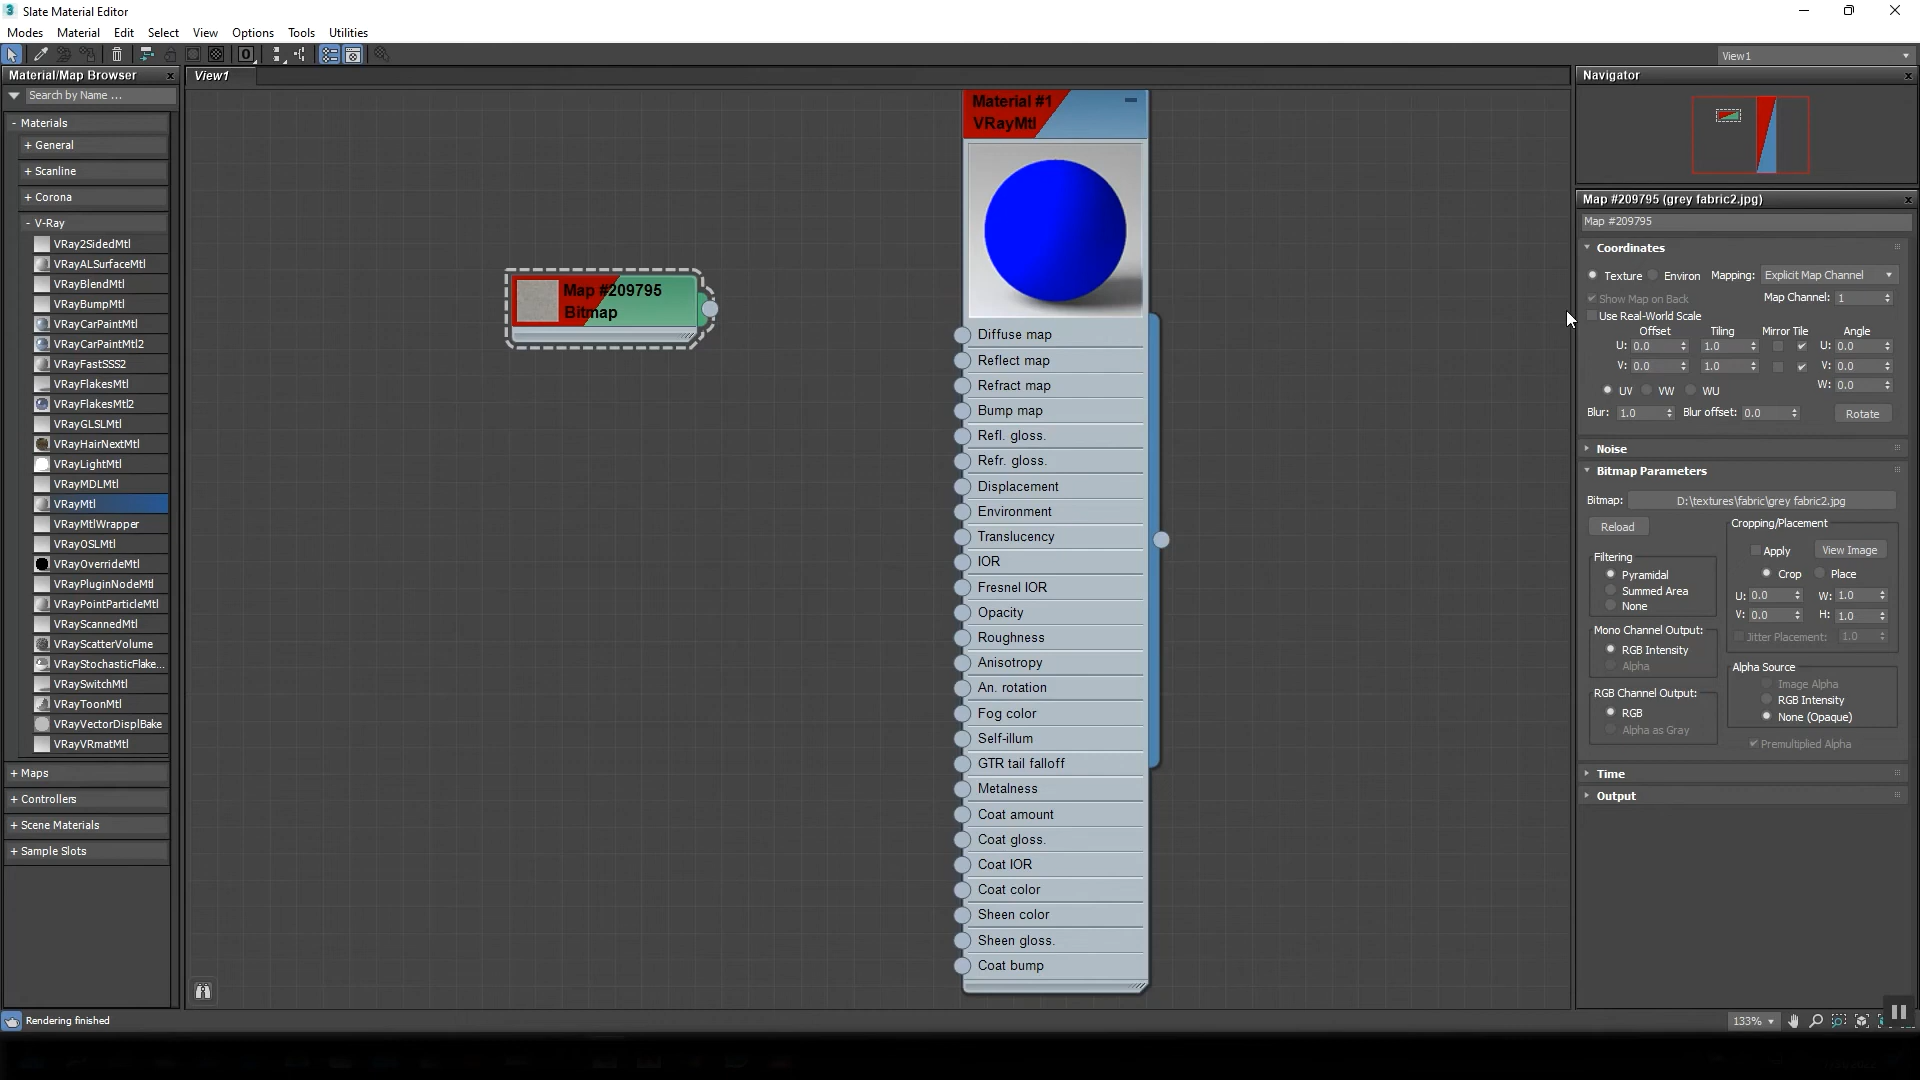 Slate Material Editor
Modes Material Edit Select View Options Tools Utilities
View1
Material/Map Browser
Search by Name ...
- Materials
+ General
+ Scanline
+ Corona
- V-Ray
VRay2SidedMtl
VRayALSurfaceMtl
VRayBlendMtl
VRayBumpMtl
VRayCarPaintMtl
VRayCarPaintMtl2
VRayFastSSS2
VRayFlakesMtl
VRayFlakesMtl2
VRayGLSLMtl
VRayHairNextMtl
VRayLightMtl
VRayMDLMtl
VRayMtl
VRayMtlWrapper
VRayOSLMtl
VRayOverrideMtl
VRayPluginNodeMtl
VRayPointParticleMtl
VRayScannedMtl
VRayScatterVolume
VRayStochasticFlake...
VRaySwitchMtl
VRayToonMtl
VRayVectorDisplBake
VRayVRmatMtl
+ Maps
+ Controllers
+ Scene Materials
+ Sample Slots
Rendering finished
View1
Map #209795
Bitmap
Material #1
VRayMtl
Diffuse map
Reflect map
Refract map
Bump map
Refl. gloss.
Refr. gloss.
Displacement
Environment
Translucency
IOR
Fresnel IOR
Opacity
Roughness
Anisotropy
An. rotation
Fog color
Self-illum
GTR tail falloff
Metalness
Coat amount
Coat gloss.
Coat IOR
Coat color
Sheen color
Sheen gloss.
Coat bump
Navigator
Map #209795 (grey fabric2.jpg)
Map #209795
Coordinates
Texture Environ Mapping: Explicit Map Channel
Show Map on Back Map Channel: 1
Use Real-World Scale
Offset Tiling Mirror Tile Angle
U: 0.0 1.0 U: 0.0
V: 0.0 1.0 V: 0.0
W: 0.0
UV VW WU
Blur: 1.0 Blur offset: 0.0 Rotate
Noise
Bitmap Parameters
Bitmap: D:\textures\fabric\grey fabric2.jpg
Reload
Cropping/Placement
Apply View Image
Crop Place
U: 0.0 W: 1.0
V: 0.0 H: 1.0
Jitter Placement: 1.0
Filtering
Pyramidal
Summed Area
None
Mono Channel Output:
RGB Intensity
Alpha
RGB Channel Output:
RGB
Alpha as Gray
Alpha Source
Image Alpha
RGB Intensity
None (Opaque)
Premultiplied Alpha
Time
Output
133%